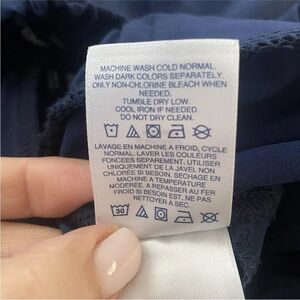 MACHINE WASH COLD NORMAL.
WASH DARK COLORS SEPARATELY
ONLY NON-CHLORINE BLEACH WHEN
NEEDED.
TUMBLE DRY LOW.
COOL IRON IF NEEDED.
DO NOT DRY CLEAN.
LAVAGE EN MACHINE A FROID, CYCLE
NORMAL. LAVER LES COULEURS
FONCÉES SEPAREMENT. UTILISER
UNIQUEMENT DE LA JAVEL NON
CHLORÉE SI BESOIN. SECHAGE EN
MACHINE A TEMPERATURE
MODEREE. A REPASSER AU FER
FROID SI BESOIN EST, NE PAS
NETTOYER A SEC.
30